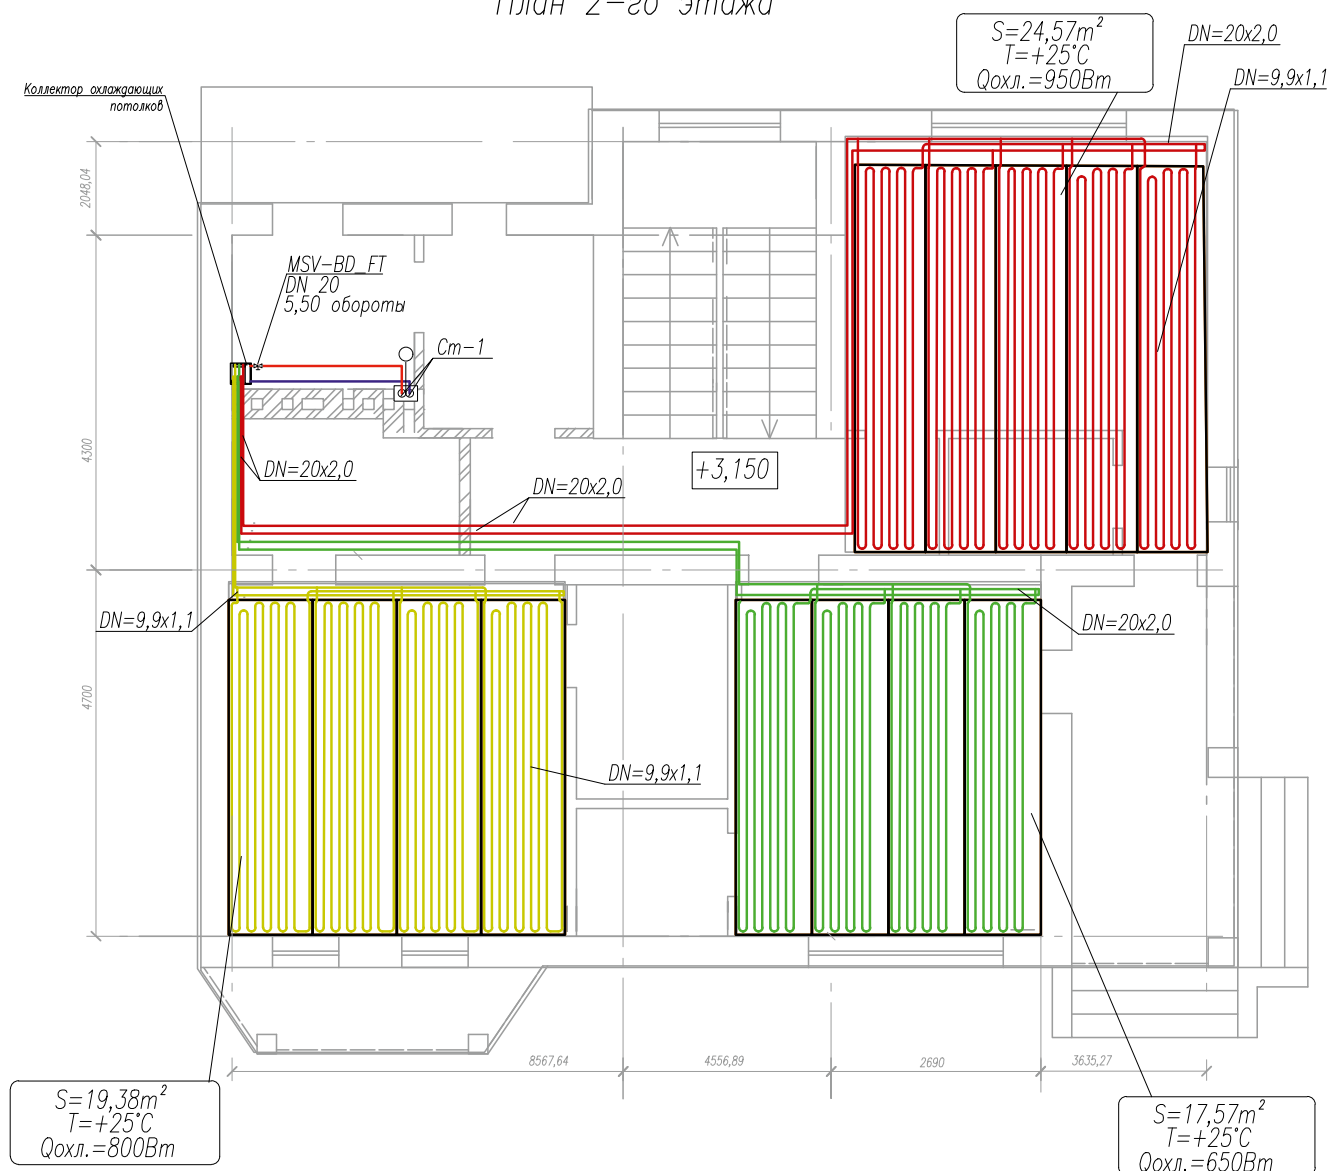 План 2-го этажа
S=24,57m²
T=+25°C
Qохл.=950Вт
DN=20x2,0
DN=9,9x1,1
Коллектор охлаждающих
потолков
2048,04
MSV-BD_FT
DN 20
5,50 обороты
Ст-1
4300
DN=20x2,0
DN=20x2,0
+3,150
DN=9,9x1,1
DN=20x2,0
4700
DN=9,9x1,1
8567,64
4556,89
2690
3635,27
S=19,38m²
T=+25°C
Qохл.=800Вт
S=17,57m²
T=+25°C
Qохл.=650Вт